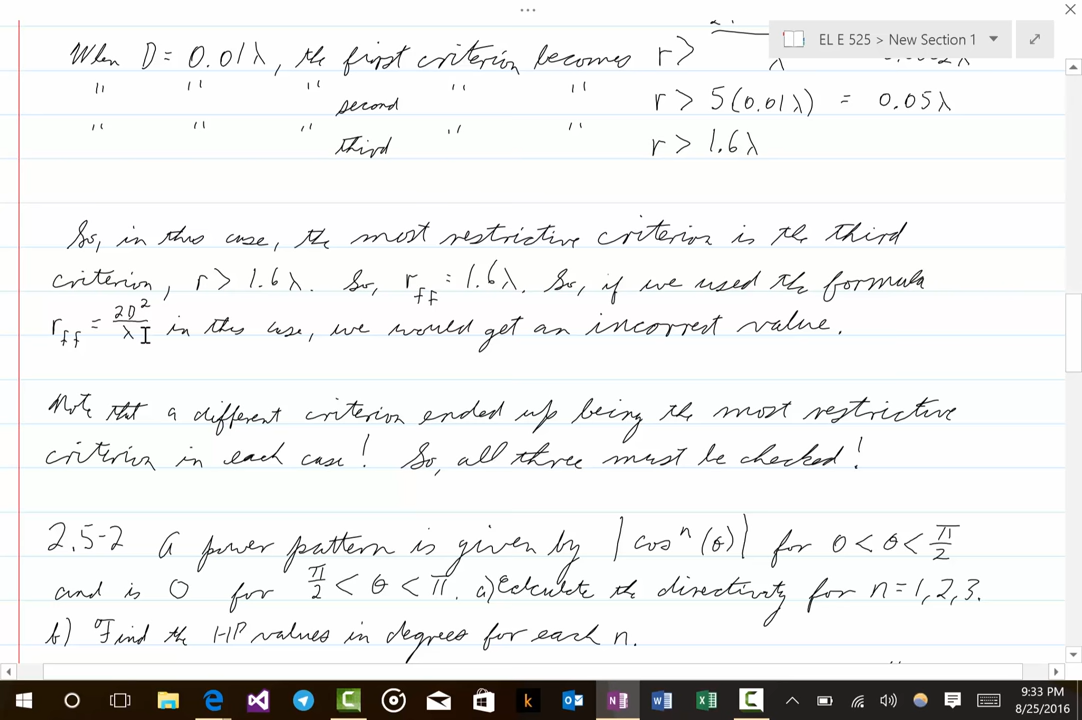 EL E 525 > New Section 1
When D = 0.01λ, the first criterion becomes r >
" " " second " " r > 5(0.01λ) = 0.05λ
" " " third " " r > 1.6λ
So, in this case, the most restrictive criterion is the third
criterion, r > 1.6λ. So, r_ff = 1.6λ. So, if we used the formula
r_ff = 2D²/λ in this case, we would get an incorrect value.
Note that a different criterion ended up being the most restrictive
criterion in each case! So, all three must be checked!
2.5-2 A power pattern is given by |cosⁿ(θ)| for 0 < θ < π/2
and is 0 for π/2 < θ < π. a) Calculate the directivity for n = 1, 2, 3.
b) Find the HP values in degrees for each n.
9:33 PM
8/25/2016